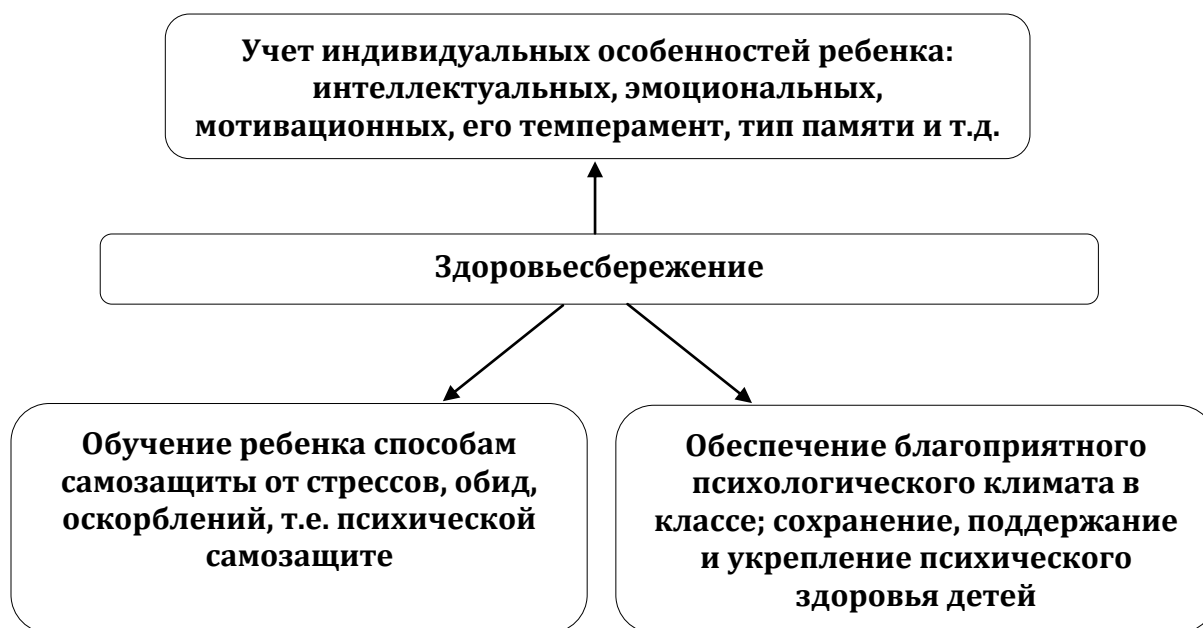 Учет индивидуальных особенностей ребенка:
интеллектуальных, эмоциональных,
мотивационных, его темперамент, тип памяти и т.д.
Здоровьесбережение
Обучение ребенка способам
самозащиты от стрессов, обид,
оскорблений, т.е. психической
самозащите
Обеспечение благоприятного
психологического климата в
классе; сохранение, поддержание
и укрепление психического
здоровья детей